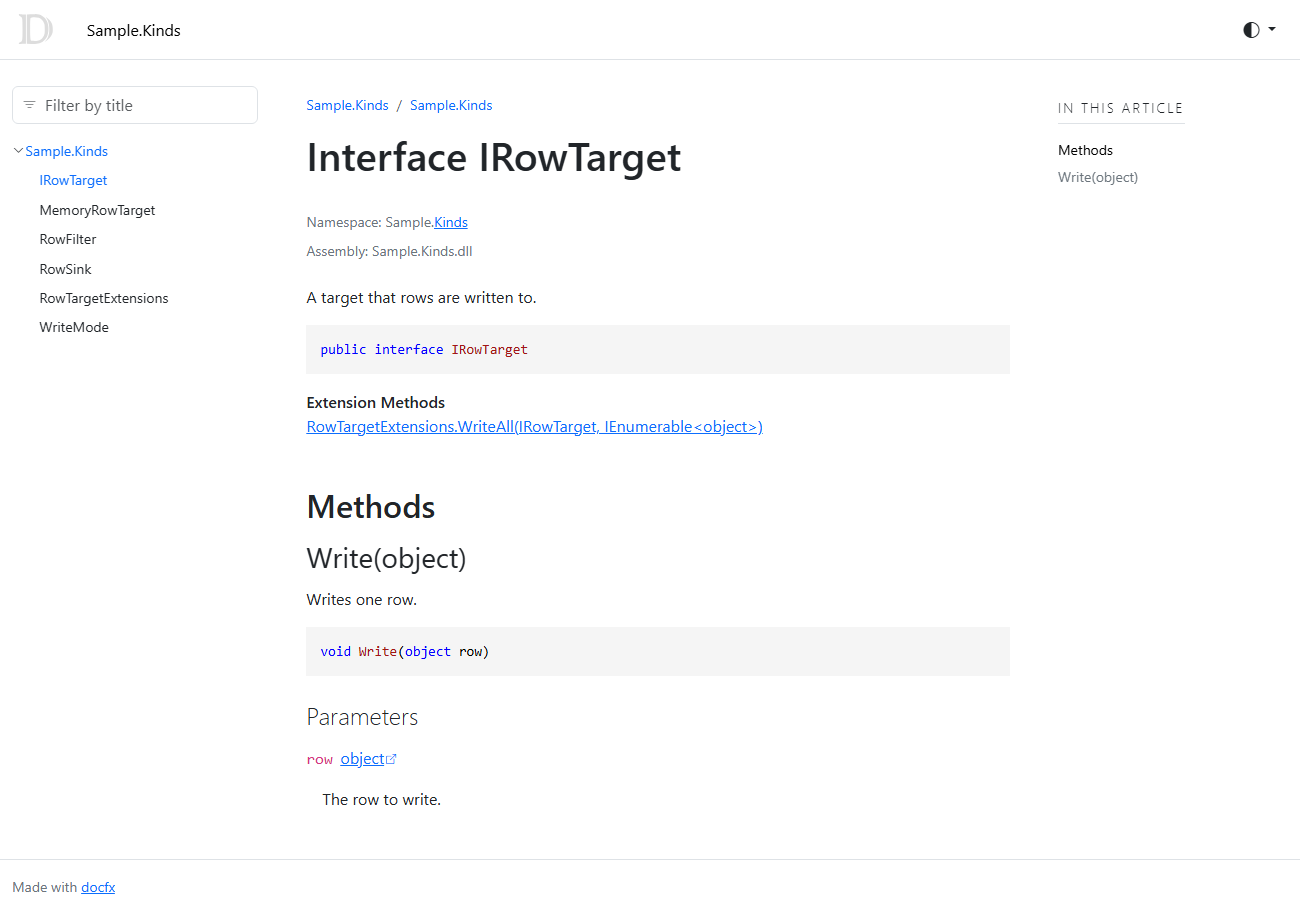 D Sample.Kinds
Filter by title
Sample.Kinds
IRowTarget
MemoryRowTarget
RowFilter
RowSink
RowTargetExtensions
WriteMode
Sample.Kinds / Sample.Kinds
Interface IRowTarget
Namespace: Sample.Kinds
Assembly: Sample.Kinds.dll
A target that rows are written to.
public interface IRowTarget
Extension Methods
RowTargetExtensions.WriteAll(IRowTarget, IEnumerable<object>)
Methods
Write(object)
Writes one row.
void Write(object row)
Parameters
row object
The row to write.
IN THIS ARTICLE
Methods
Write(object)
Made with docfx